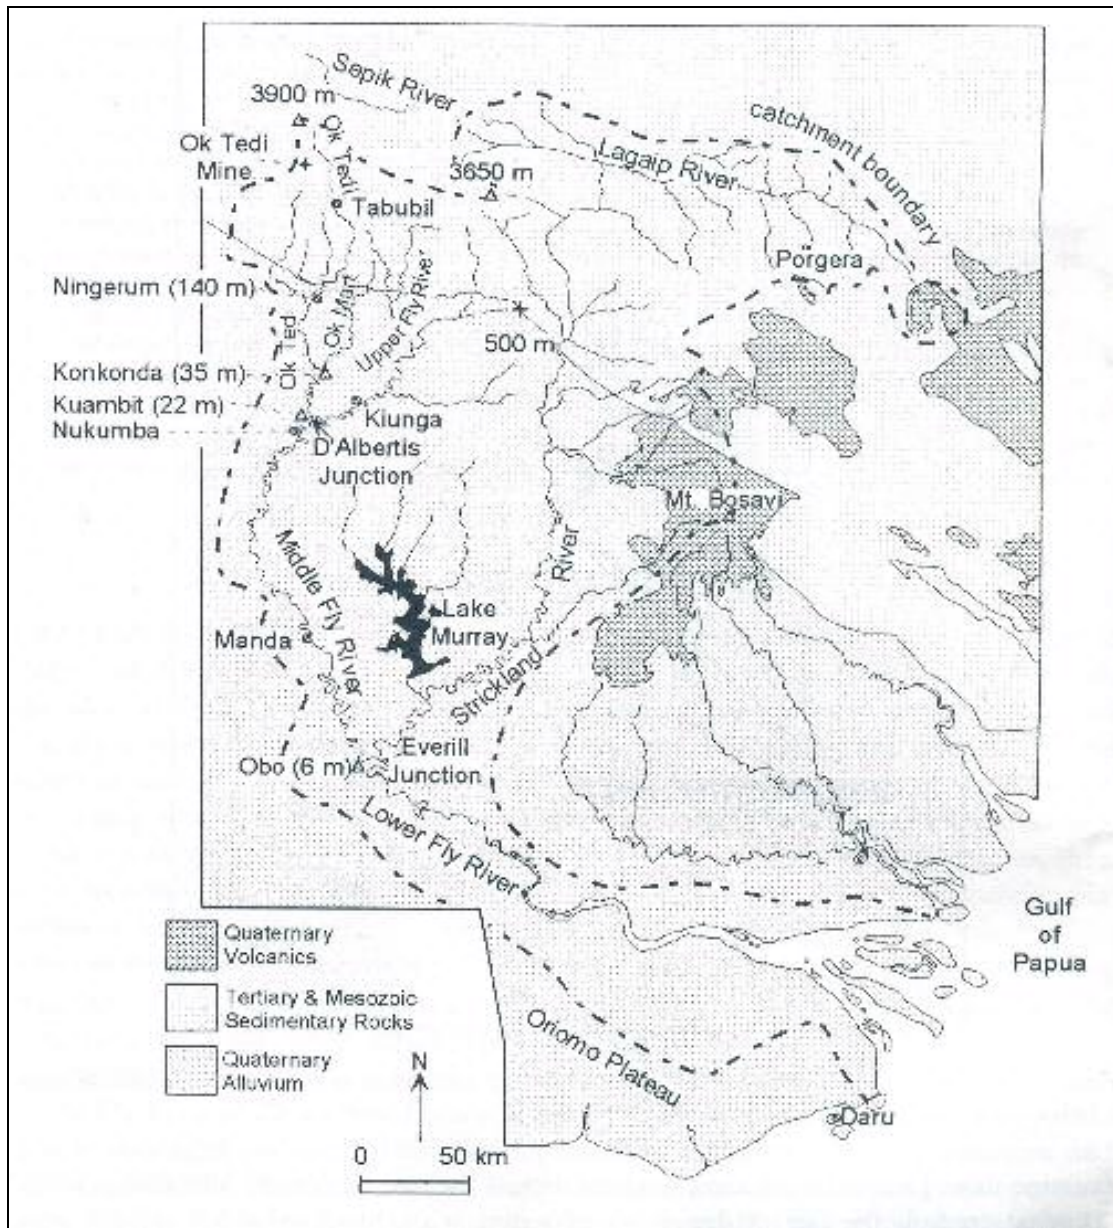 Sepik River
3900 m
catchment boundary
Ok Tedi
Ok Tedi
Mine
Lagaip River
3650 m
Tabubil
Porgera
Ningerum (140 m)
Ok Mart
Upper Fly River
Ok Ted
500 m
Konkonda (35 m)
Kuambit (22 m)
Nukumba
Kiunga
D'Albertis
Junction
Mt. Bosavi
River
Middle Fly River
Lake
Murray
Manda
Strickland
Everill
Junction
Obo (6 m)
Lower Fly River
Gulf
of
Papua
Quaternary
Volcanics
Tertiary & Mesozoic
Sedimentary Rocks
Quaternary
Alluvium
N
Oriomo Plateau
Daru
0 50 km